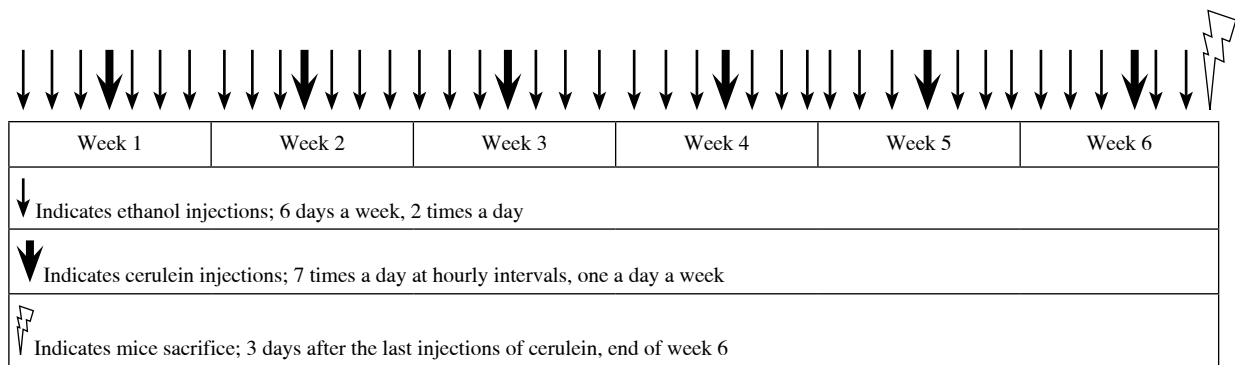 Week 1 Week 2 Week 3 Week 4 Week 5 Week 6
Indicates ethanol injections; 6 days a week, 2 times a day
Indicates cerulein injections; 7 times a day at hourly intervals, one a day a week
Indicates mice sacrifice; 3 days after the last injections of cerulein, end of week 6